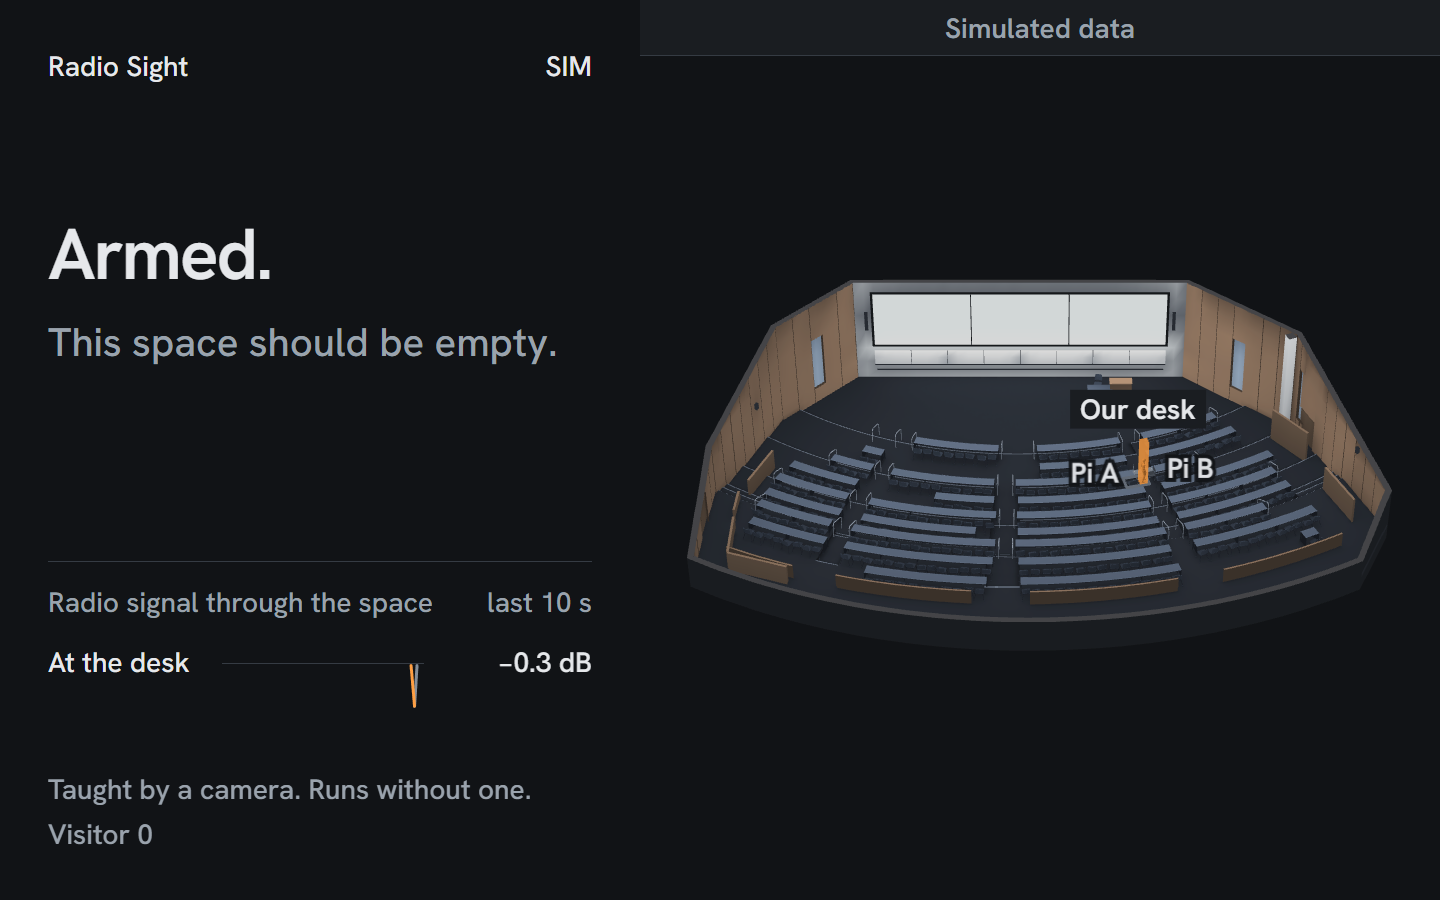 Simulated data
Radio Sight
SIM
Armed.
This space should be empty.
Our desk
Pi A
Pi B
Radio signal through the space
last 10 s
At the desk
−0.3 dB
Taught by a camera. Runs without one.
Visitor 0